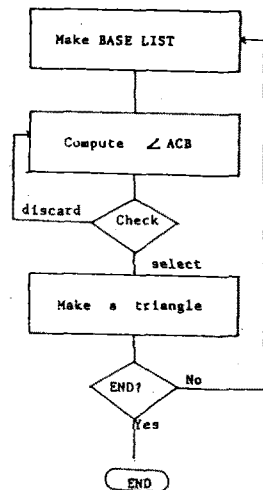 Make BASE LIST
Compute ∠ ACB
discard
Check
select
Make a triangle
END?
No
Yes
END